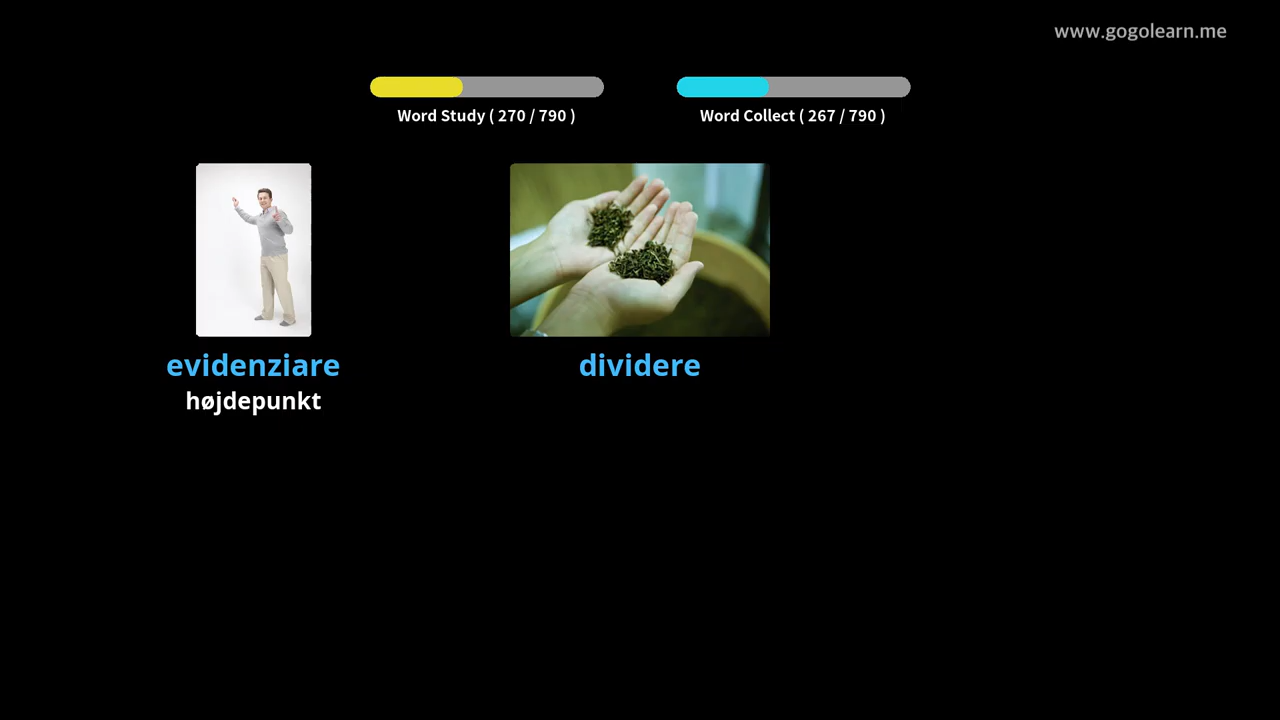 www.gogolearn.me
Word Study ( 270 / 790 )
Word Collect ( 267 / 790 )
evidenziare
højdepunkt
dividere